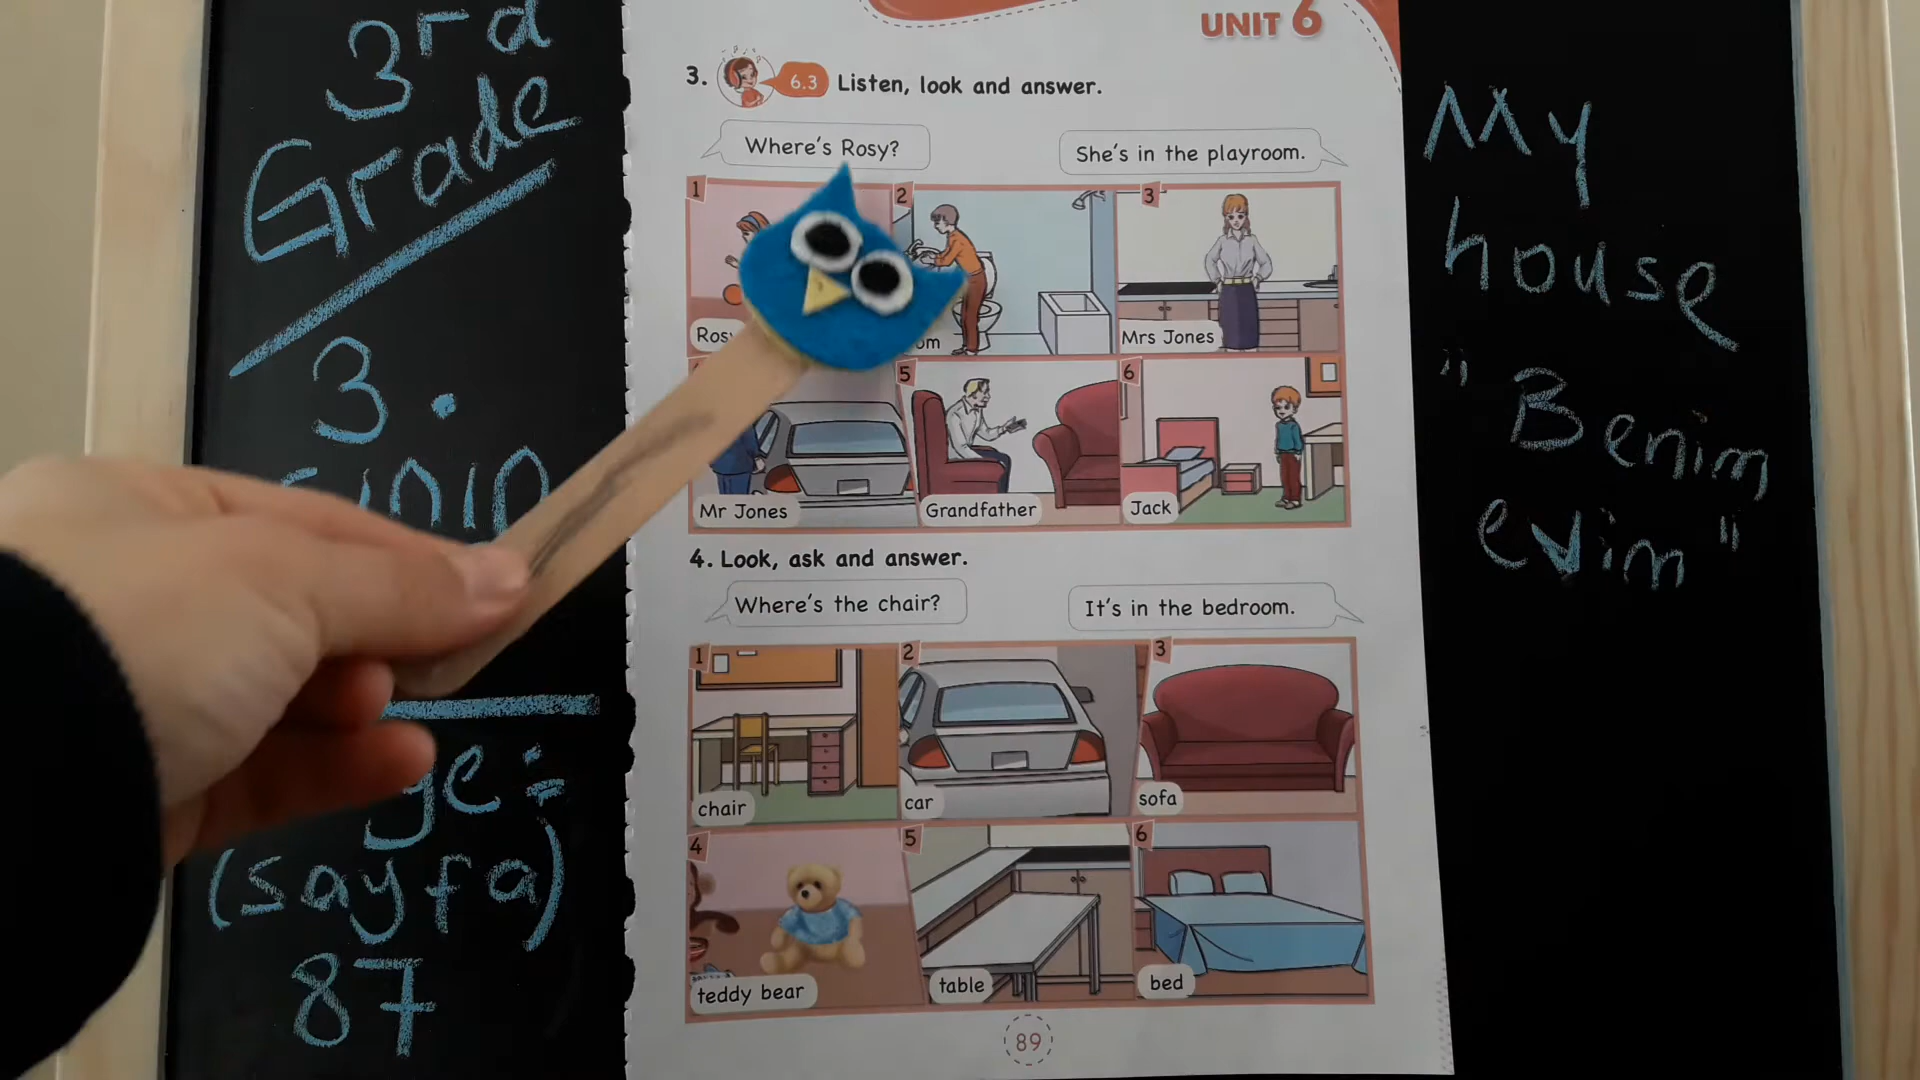 3rd
Grade
3.
(sayfa)
87
UNIT 6
3. 6.3 Listen, look and answer.
Where's Rosy?
She's in the playroom.
1
2
3
Mrs Jones
5
6
Mr Jones
Grandfather
Jack
4. Look, ask and answer.
Where's the chair?
It's in the bedroom.
1
2
3
chair
car
sofa
4
5
6
teddy bear
table
bed
89
My
house
"Benim
evim"